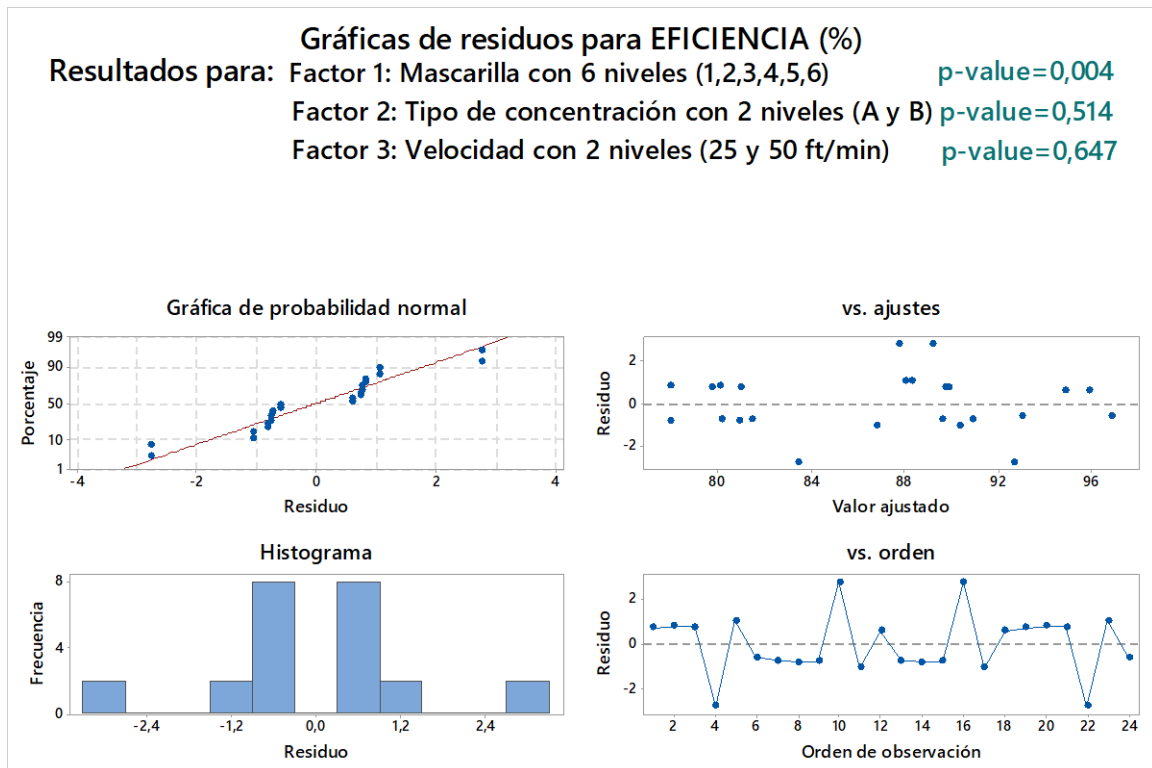 Gráficas de residuos para EFICIENCIA (%)
Resultados para: Factor 1: Mascarilla con 6 niveles (1,2,3,4,5,6) p-value=0,004
Factor 2: Tipo de concentración con 2 niveles (A y B) p-value=0,514
Factor 3: Velocidad con 2 niveles (25 y 50 ft/min) p-value=0,647
Gráfica de probabilidad normal
99
90
50
10
1
Porcentaje
-4 -2 0 2 4
Residuo
vs. ajustes
2
0
-2
Residuo
80 84 88 92 96
Valor ajustado
Histograma
8
4
0
Frecuencia
-2,4 -1,2 0,0 1,2 2,4
Residuo
vs. orden
2
0
-2
Residuo
2 4 6 8 10 12 14 16 18 20 22 24
Orden de observación